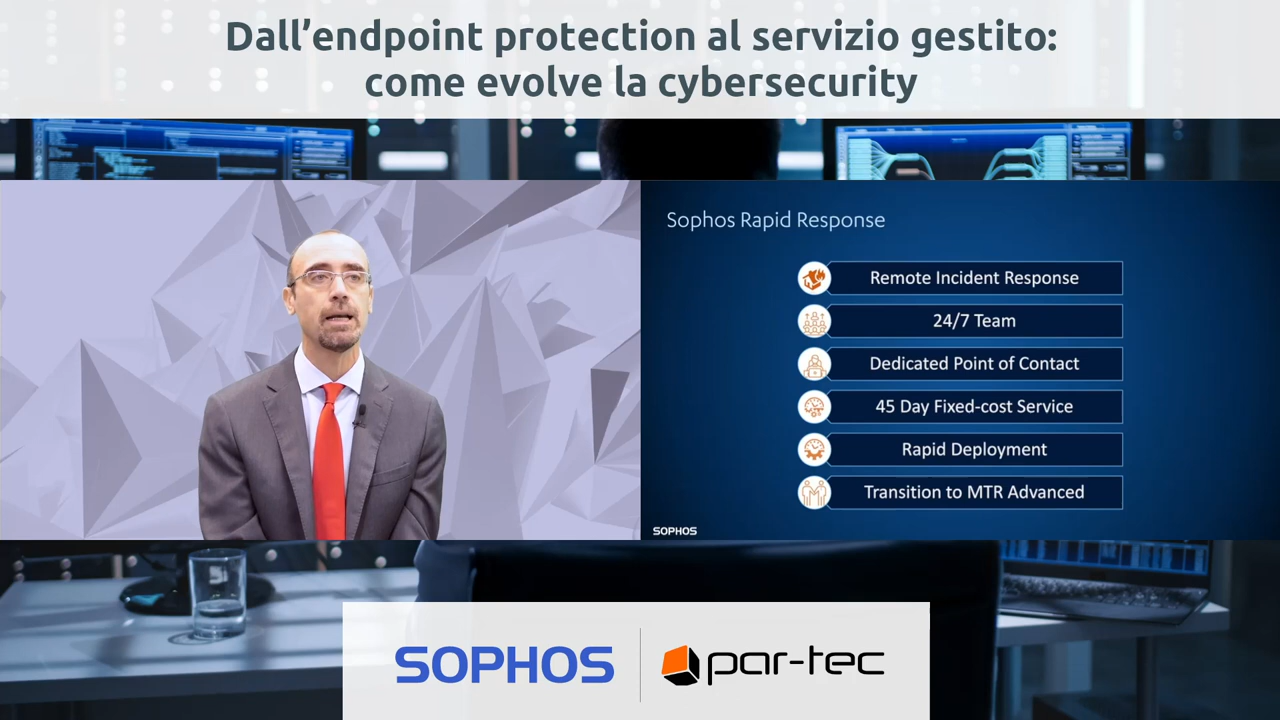 Dall’endpoint protection al servizio gestito:
come evolve la cybersecurity
Sophos Rapid Response
Remote Incident Response
24/7 Team
Dedicated Point of Contact
45 Day Fixed-cost Service
Rapid Deployment
Transition to MTR Advanced
SOPHOS
SOPHOS
par-tec